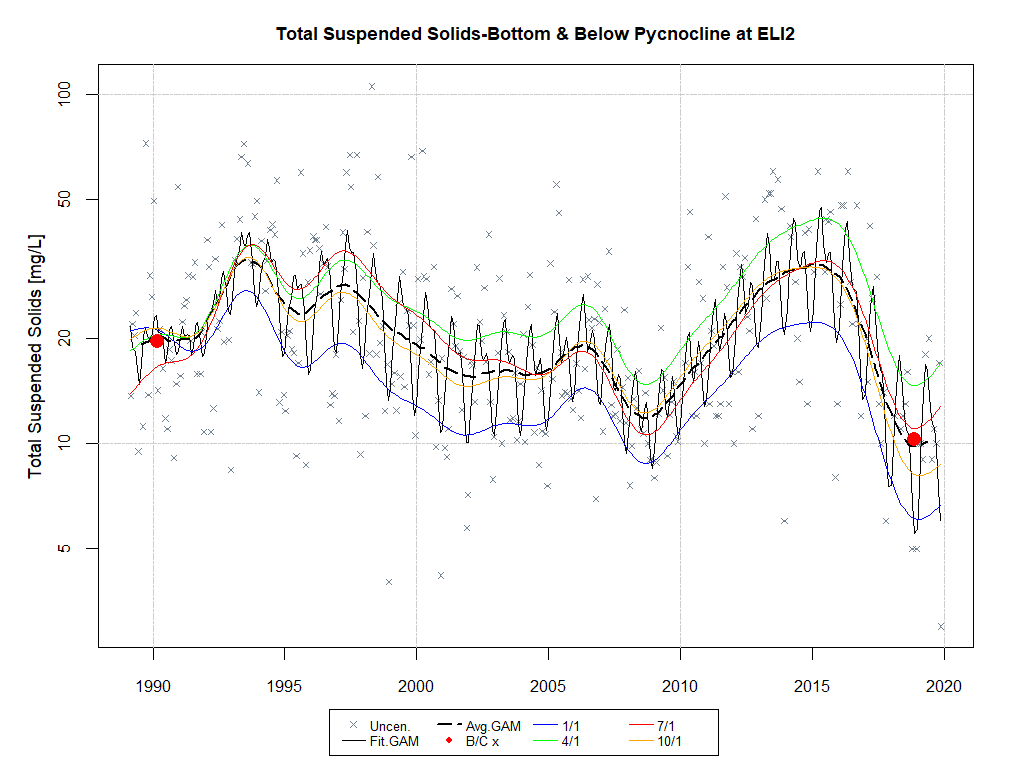 Total Suspended Solids-Bottom & Below Pycnocline at ELI2
Total Suspended Solids [mg/L]
100
50
20
10
5
1990 1995 2000 2005 2010 2015 2020
Uncen. Avg.GAM 1/1 7/1
Fit.GAM B/C x 4/1 10/1